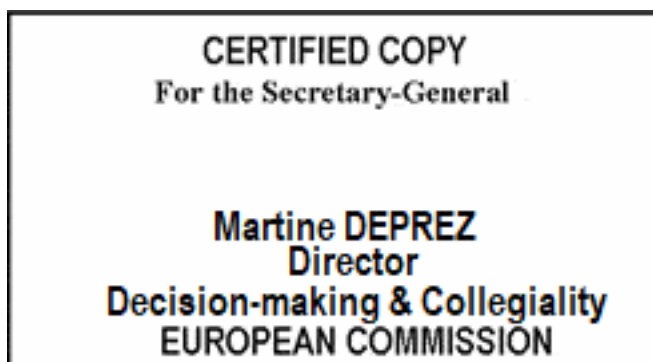 CERTIFIED COPY
For the Secretary-General
Martine DEPREZ
Director
Decision-making & Collegiality
EUROPEAN COMMISSION